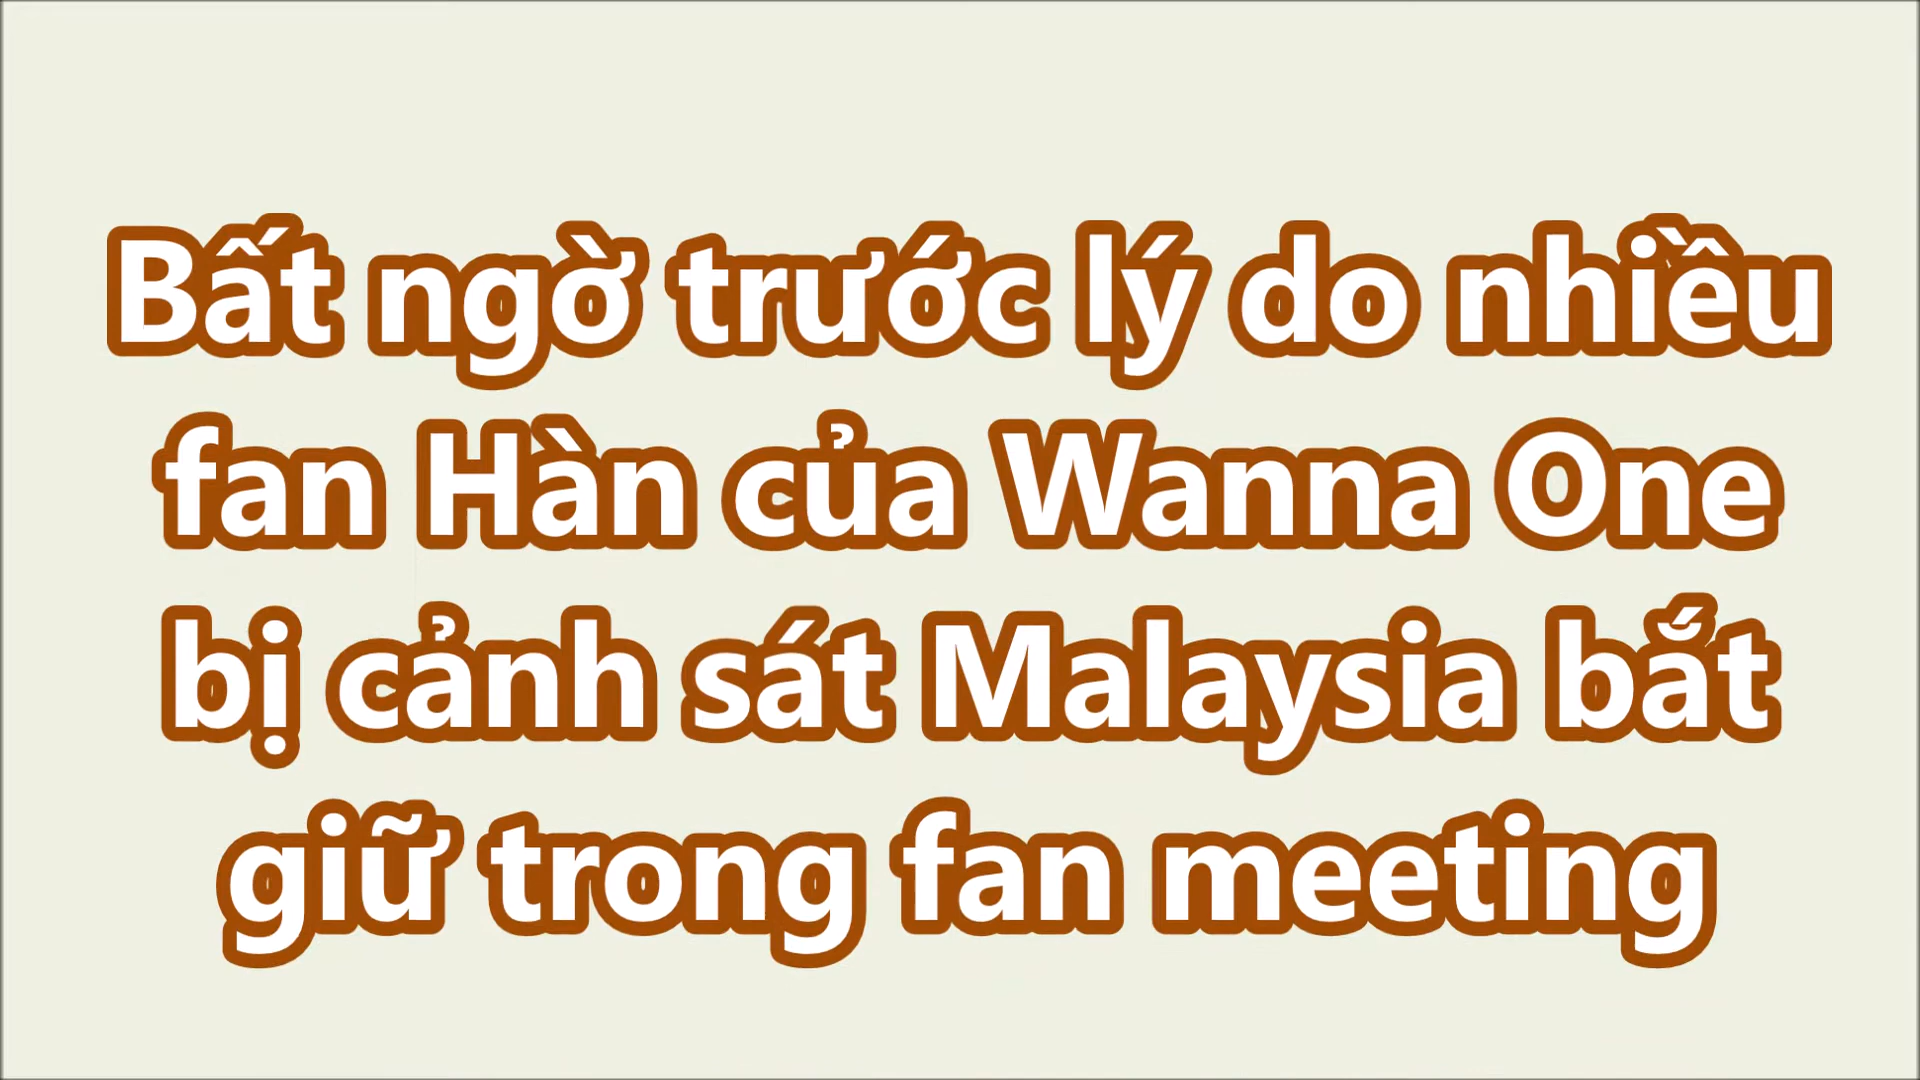 Bất ngờ trước lý do nhiều
fan Hàn của Wanna One
bị cảnh sát Malaysia bắt
giữ trong fan meeting